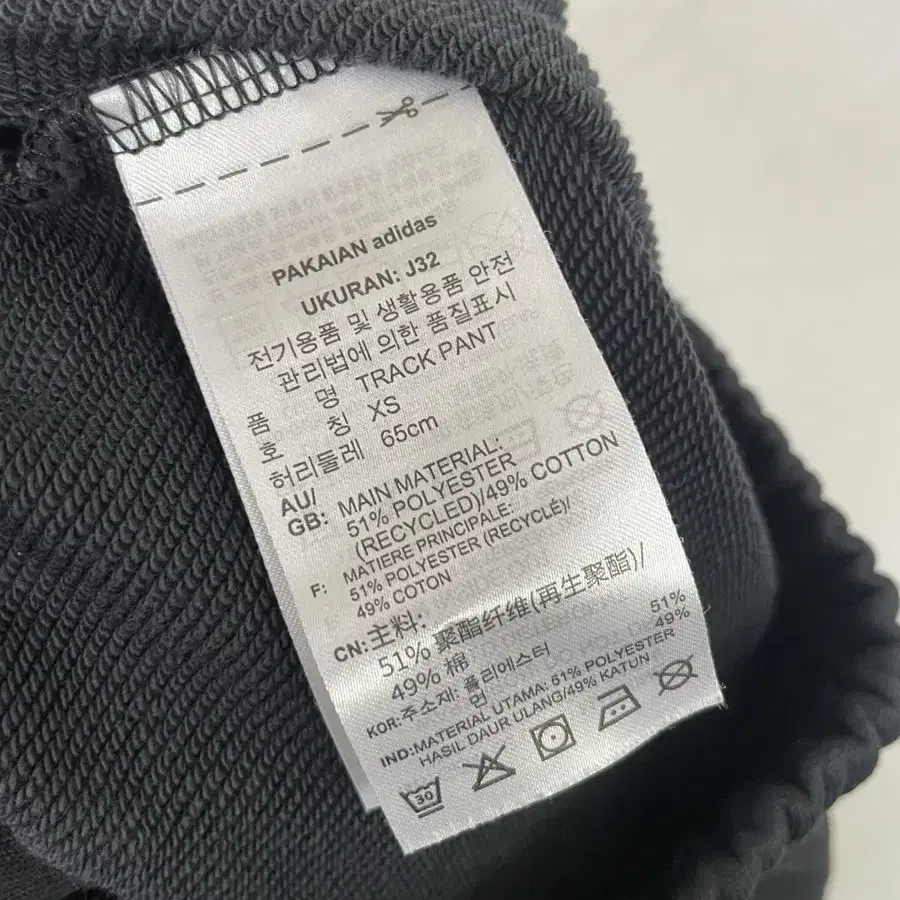 PAKAIAN adidas
UKURAN: J32
전기용품 및 생활용품 안전
관리법에 의한 품질표시
품 명 TRACK PANT
호 칭 XS
허리둘레 65cm
AU/
GB: MAIN MATERIAL:
51% POLYESTER
(RECYCLED)/49% COTTON
F: MATIERE PRINCIPALE:
51% POLYESTER (RECYCLÉ)/
49% COTON
CN:主料:
51% 聚酯纤维(再生聚酯)/
49% 棉
KOR:주소재: 폴리에스터 51%
면 49%
IND:MATERIAL UTAMA: 51% POLYESTER
HASIL DAUR ULANG/49% KATUN
30